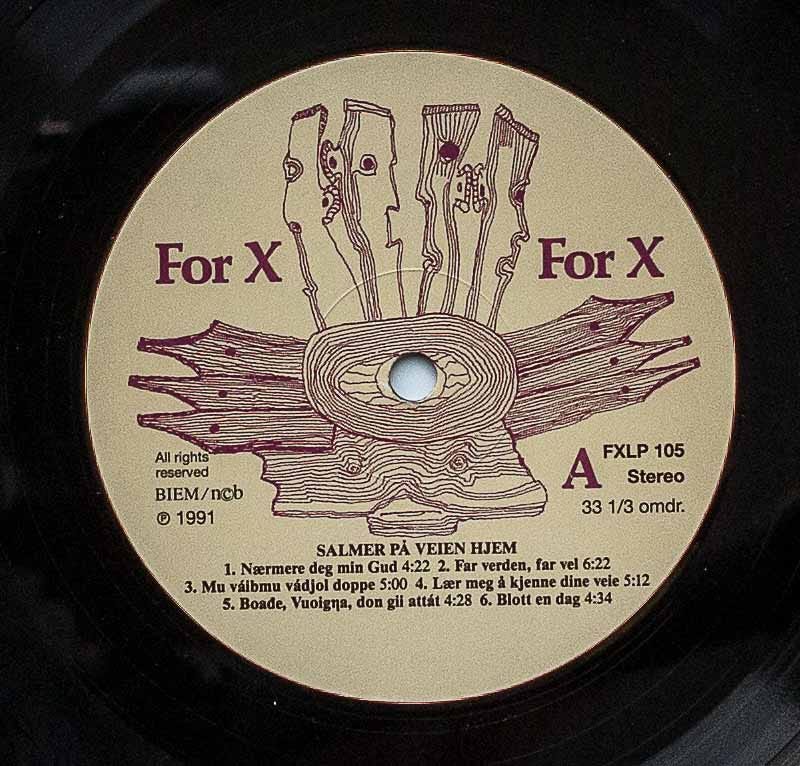 For X For X
All rights
reserved
BIEM/n©b
℗ 1991
A
FXLP 105
Stereo
33 1/3 omdr.
SALMER PÅ VEIEN HJEM
1. Nærmere deg min Gud 4:22 2. Far verden, far vel 6:22
3. Mu váibmu vádjol doppe 5:00 4. Lær meg å kjenne dine veie 5:12
5. Boađe, Vuoigŋa, don gii attát 4:28 6. Blott en dag 4:34